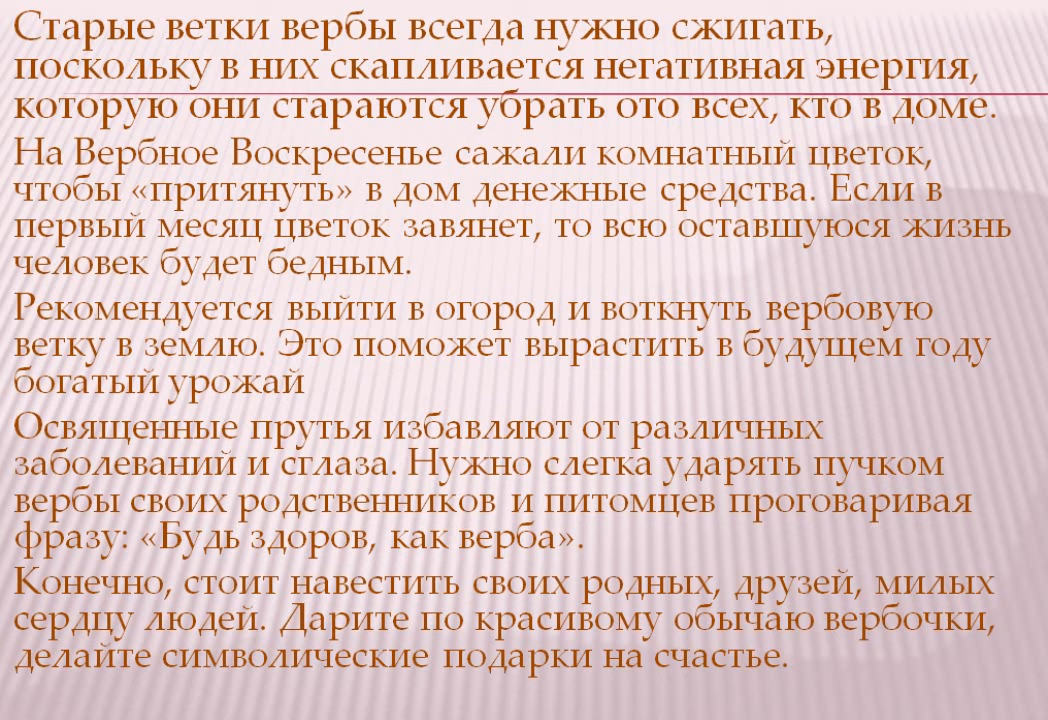 Старые ветки вербы всегда нужно сжигать,
поскольку в них скапливается негативная энергия,
которую они стараются убрать ото всех, кто в доме.
На Вербное Воскресенье сажали комнатный цветок,
чтобы «притянуть» в дом денежные средства. Если в
первый месяц цветок завянет, то всю оставшуюся жизнь
человек будет бедным.
Рекомендуется выйти в огород и воткнуть вербовую
ветку в землю. Это поможет вырастить в будущем году
богатый урожай
Освященные прутья избавляют от различных
заболеваний и сглаза. Нужно слегка ударять пучком
вербы своих родственников и питомцев проговаривая
фразу: «Будь здоров, как верба».
Конечно, стоит навестить своих родных, друзей, милых
сердцу людей. Дарите по красивому обычаю вербочки,
делайте символические подарки на счастье.